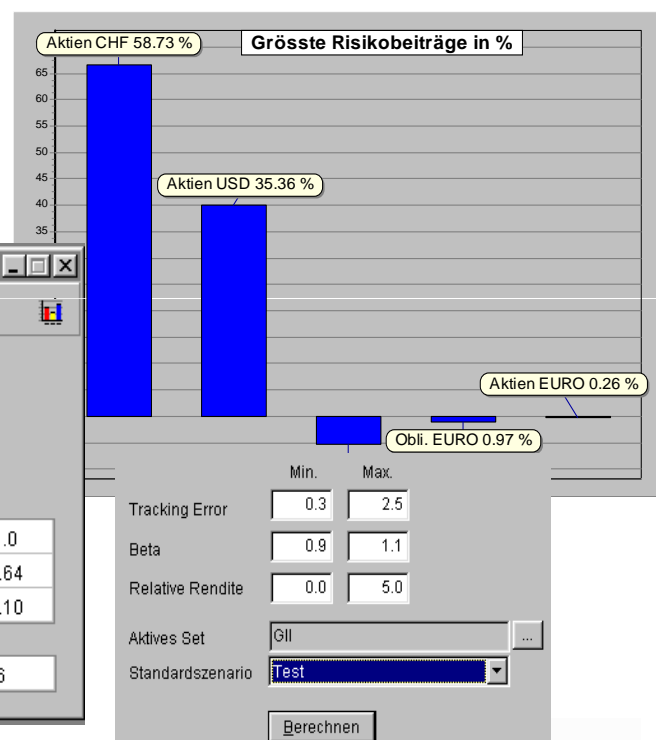 Aktien CHF 58.73 %
Grösste Risikobeiträge in %
65
60
55
50
45
Aktien USD 35.36 %
40
35
Aktien EURO 0.26 %
Obli. EURO 0.97 %
Min. Max.
Tracking Error 0.3 2.5
Beta 0.9 1.1
Relative Rendite 0.0 5.0
Aktives Set GII ...
Standardszenario Test
Berechnen
.0
.64
.10